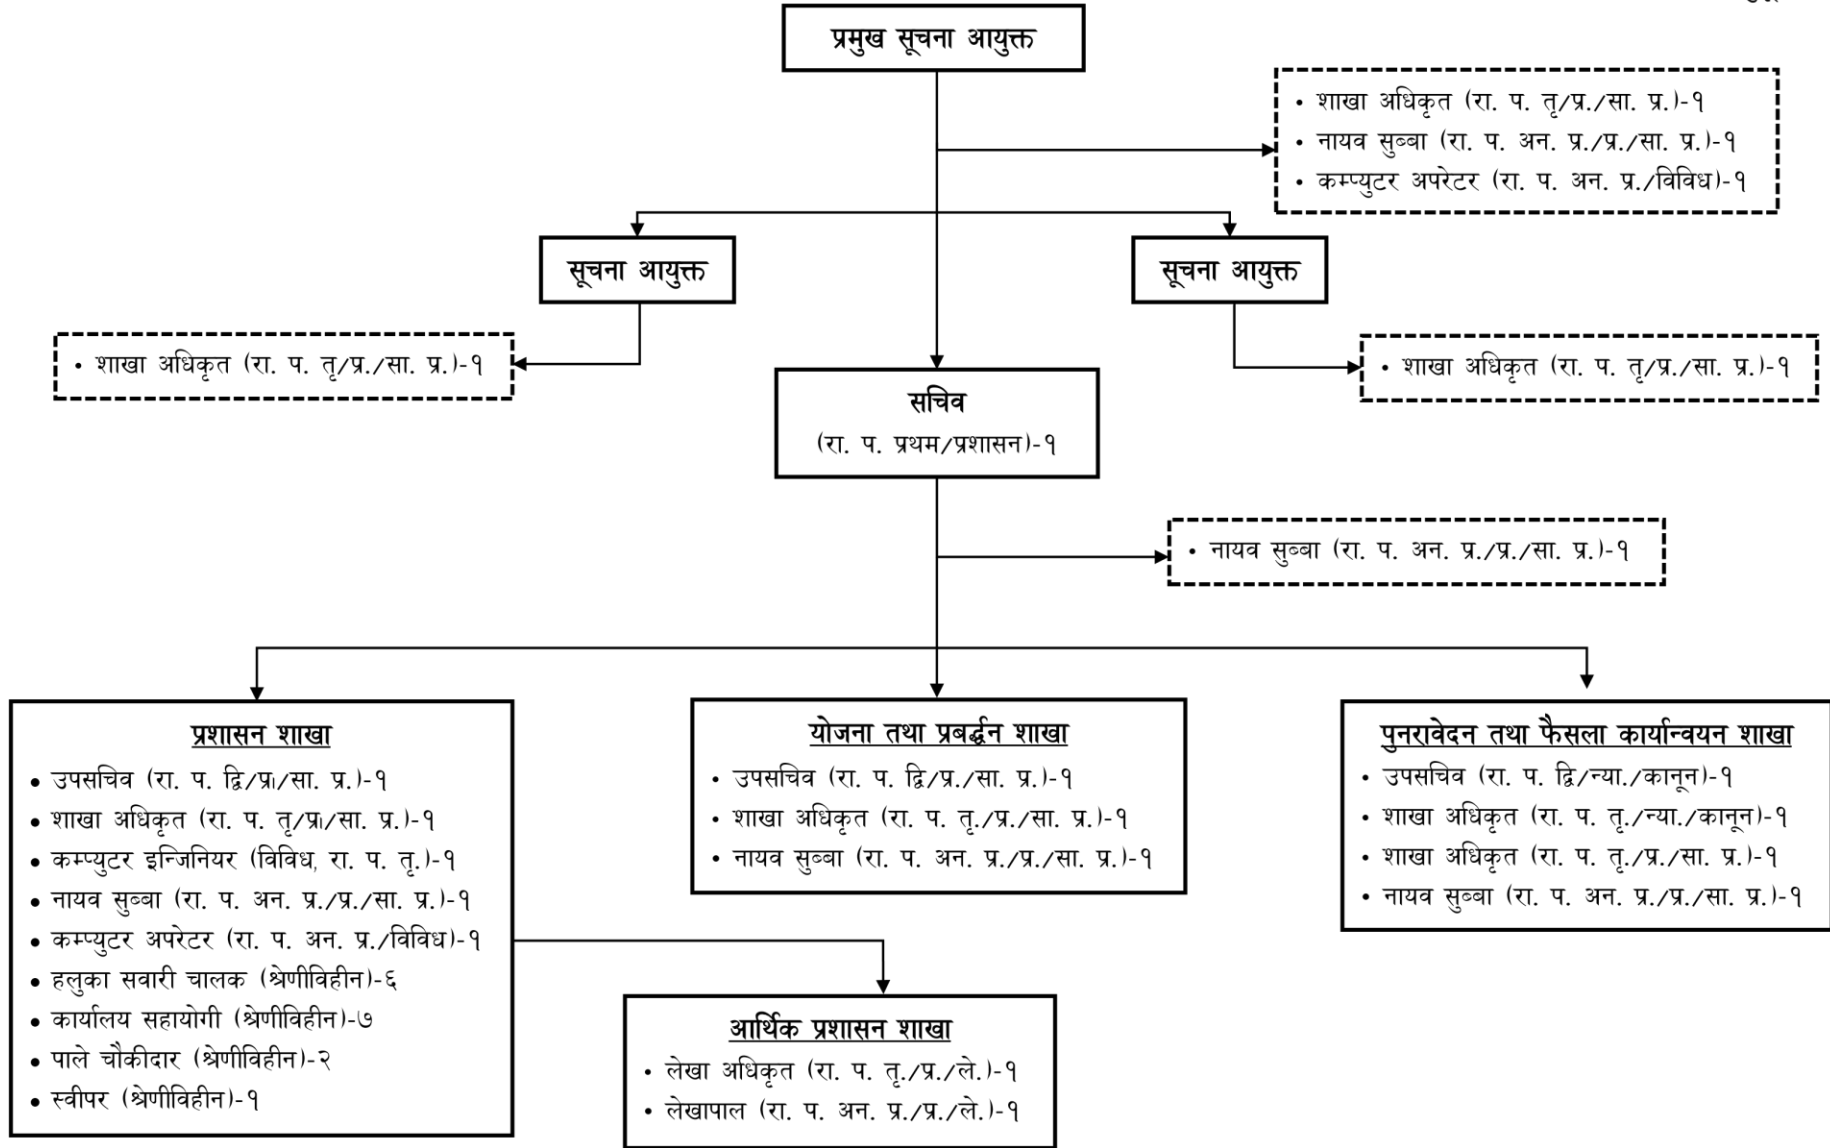 प्रमुख सूचना आयुक्त
• शाखा अधिकृत (रा. प. तृ/प्र./सा. प्र.)-१
• नायव सुब्बा (रा. प. अन. प्र./प्र./सा. प्र.)-१
• कम्प्युटर अपरेटर (रा. प. अन. प्र./विविध)-१
सूचना आयुक्त
सूचना आयुक्त
• शाखा अधिकृत (रा. प. तृ/प्र./सा. प्र.)-१
• शाखा अधिकृत (रा. प. तृ/प्र./सा. प्र.)-१
सचिव
(रा. प. प्रथम/प्रशासन)-१
• नायव सुब्बा (रा. प. अन. प्र./प्र./सा. प्र.)-१
प्रशासन शाखा
• उपसचिव (रा. प. द्वि/प्र।/सा. प्र.)-१
• शाखा अधिकृत (रा. प. तृ/प्र।/सा. प्र.)-१
• कम्प्युटर इन्जिनियर (विविध, रा. प. तृ.)-१
• नायव सुब्बा (रा. प. अन. प्र./प्र./सा. प्र.)-१
• कम्प्युटर अपरेटर (रा. प. अन. प्र./विविध)-१
• हलुका सवारी चालक (श्रेणीविहीन)-६
• कार्यालय सहायोगी (श्रेणीविहीन)-७
• पाले चौकीदार (श्रेणीविहीन)-२
• स्वीपर (श्रेणीविहीन)-१
योजना तथा प्रबर्द्धन शाखा
• उपसचिव (रा. प. द्वि/प्र./सा. प्र.)-१
• शाखा अधिकृत (रा. प. तृ./प्र./सा. प्र.)-१
• नायव सुब्बा (रा. प. अन. प्र./प्र./सा. प्र.)-१
पुनरावेदन तथा फैसला कार्यान्वयन शाखा
• उपसचिव (रा. प. द्वि/न्या./कानून)-१
• शाखा अधिकृत (रा. प. तृ./न्या./कानून)-१
• शाखा अधिकृत (रा. प. तृ./प्र./सा. प्र.)-१
• नायव सुब्बा (रा. प. अन. प्र./प्र./सा. प्र.)-१
आर्थिक प्रशासन शाखा
• लेखा अधिकृत (रा. प. तृ./प्र./ले.)-१
• लेखापाल (रा. प. अन. प्र./प्र./ले.)-१